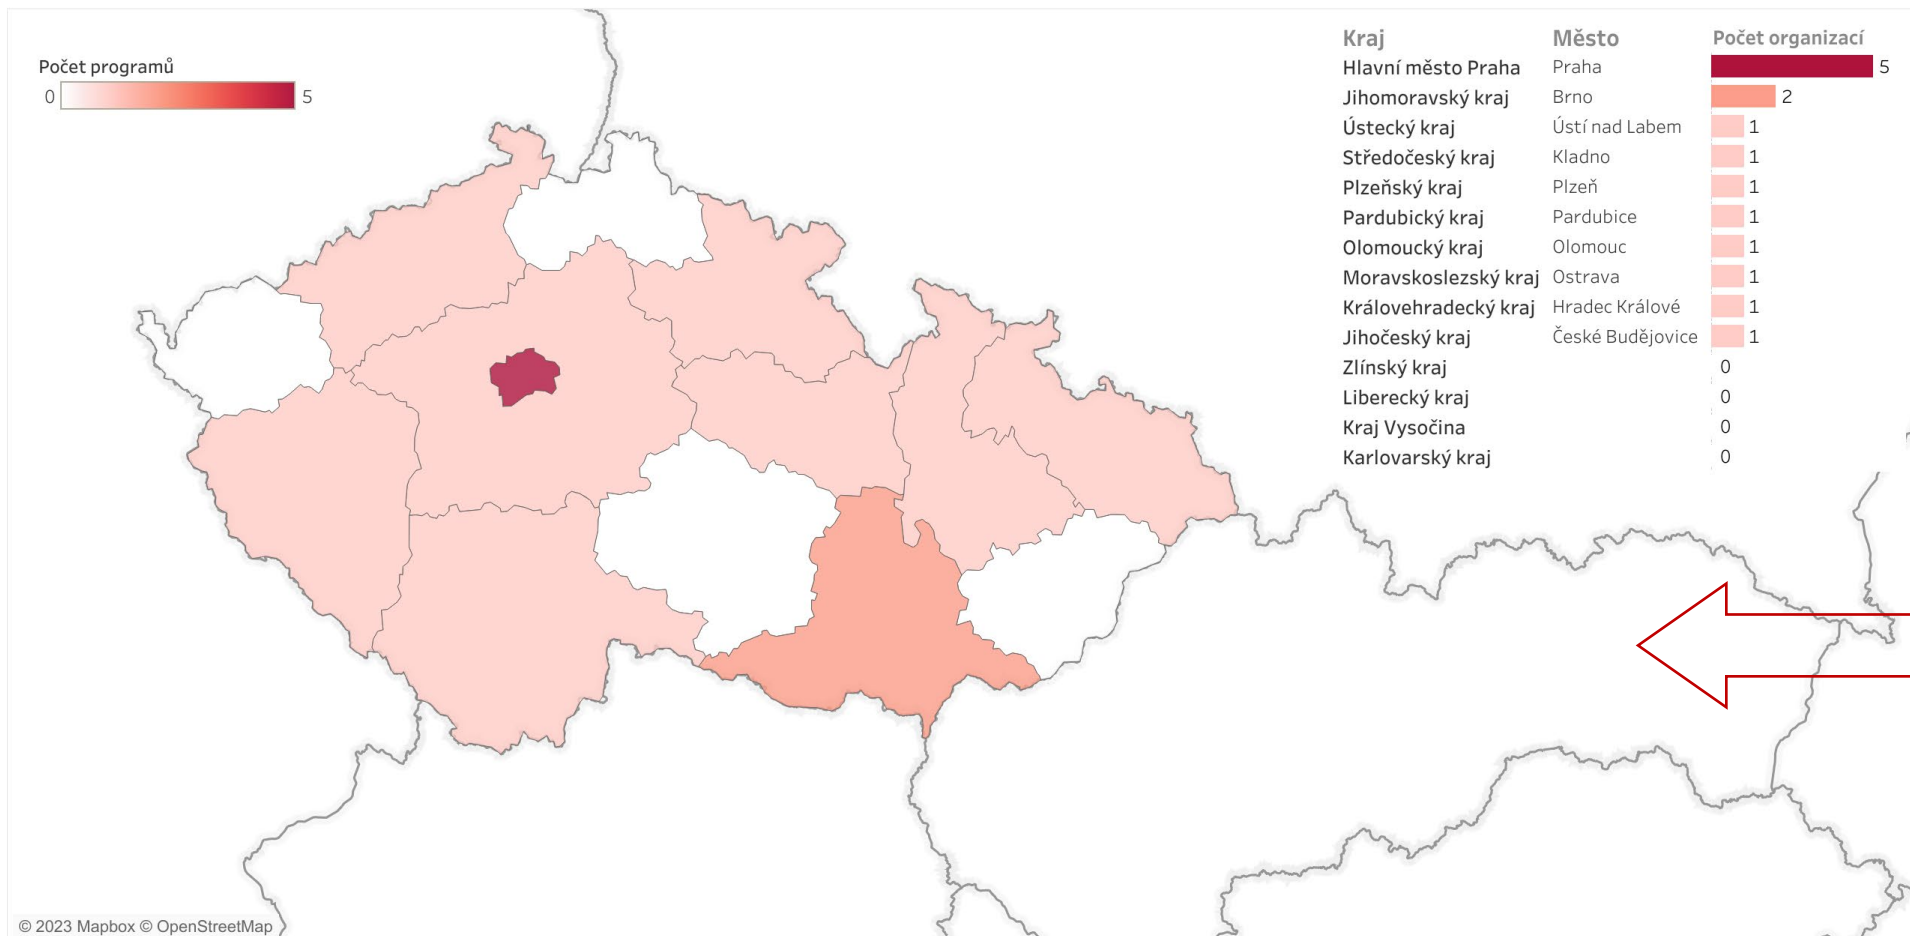 Počet programů
0 5
Kraj Město Počet organizací
Hlavní město Praha Praha 5
Jihomoravský kraj Brno 2
Ústecký kraj Ústí nad Labem 1
Středočeský kraj Kladno 1
Plzeňský kraj Plzeň 1
Pardubický kraj Pardubice 1
Olomoucký kraj Olomouc 1
Moravskoslezský kraj Ostrava 1
Královehradecký kraj Hradec Králové 1
Jihočeský kraj České Budějovice 1
Zlínský kraj 0
Liberecký kraj 0
Kraj Vysočina 0
Karlovarský kraj 0
© 2023 Mapbox © OpenStreetMap